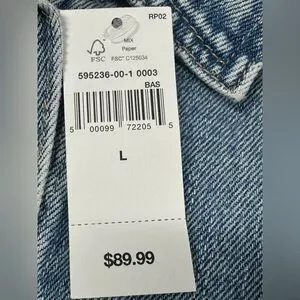 RP02
MIX
Paper
FSC
FSC® C125034
595236-00-1 0003
BAS
5 00099 72205 5
L
$89.99